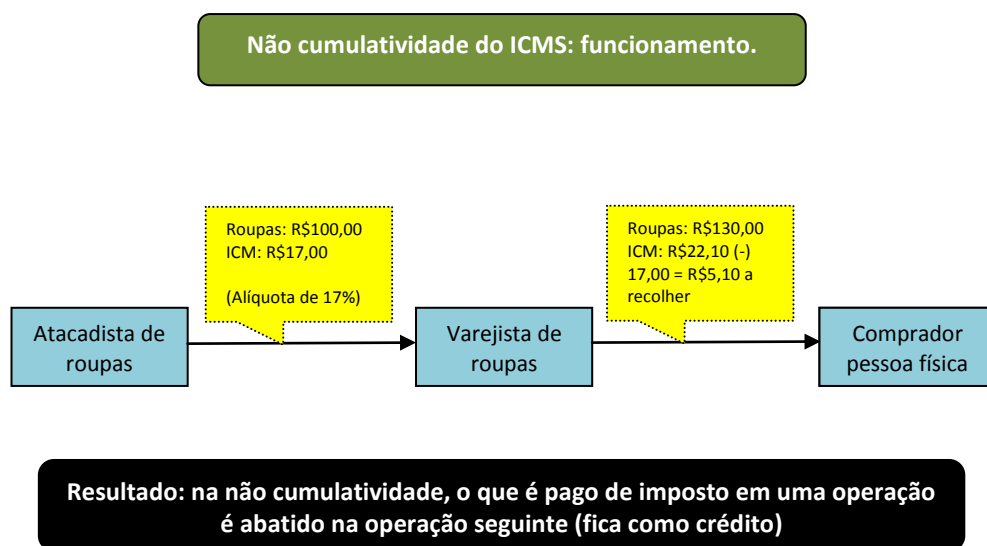 Não cumulatividade do ICMS: funcionamento.
Roupas: R$100,00
ICM: R$17,00
(Alíquota de 17%)
Roupas: R$130,00
ICM: R$22,10 (-)
17,00 = R$5,10 a
recolher
Atacadista de
roupas
Varejista de
roupas
Comprador
pessoa física
Resultado: na não cumulatividade, o que é pago de imposto em uma operação
é abatido na operação seguinte (fica como crédito)